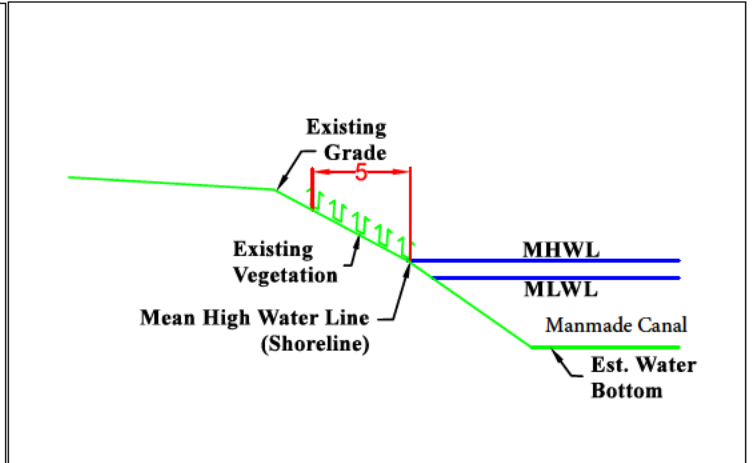 Existing
Grade
5
Existing
Vegetation
MHWL
MLWL
Mean High Water Line
(Shoreline)
Manmade Canal
Est. Water
Bottom